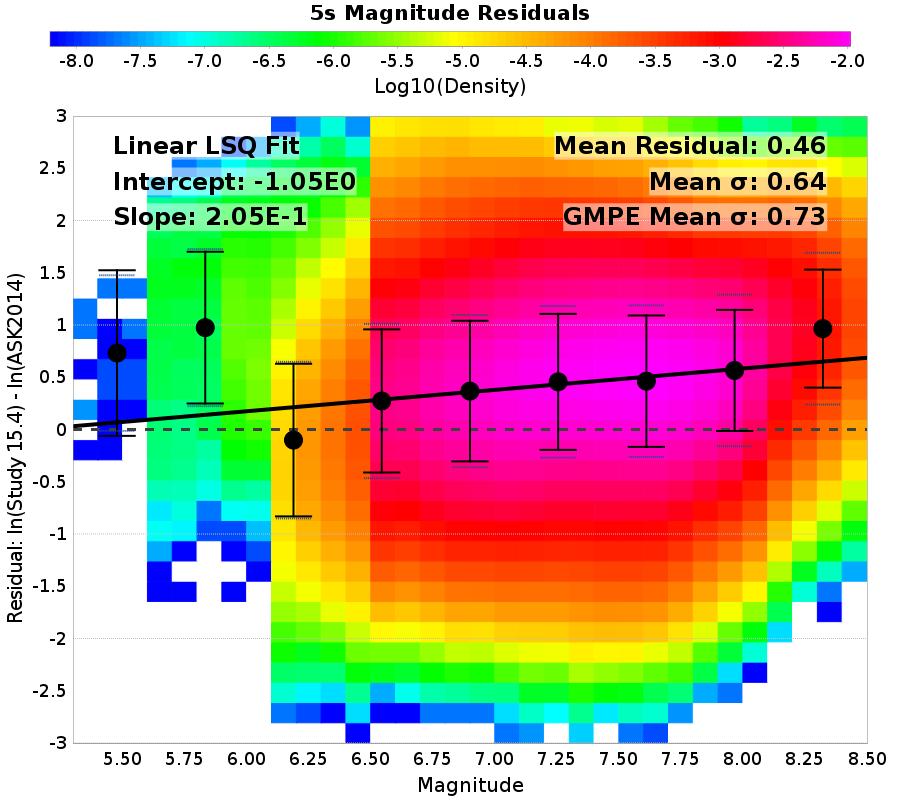 5s Magnitude Residuals
-8.0 -7.5 -7.0 -6.5 -6.0 -5.5 -5.0 -4.5 -4.0 -3.5 -3.0 -2.5 -2.0
Log10(Density)
Linear LSQ Fit
Intercept: -1.05E0
Slope: 2.05E-1
Mean Residual: 0.46
Mean σ: 0.64
GMPE Mean σ: 0.73
Residual: ln(Study 15.4) - ln(ASK2014)
3
2.5
2
1.5
1
0.5
0
-0.5
-1
-1.5
-2
-2.5
-3
5.50 5.75 6.00 6.25 6.50 6.75 7.00 7.25 7.50 7.75 8.00 8.25 8.50
Magnitude